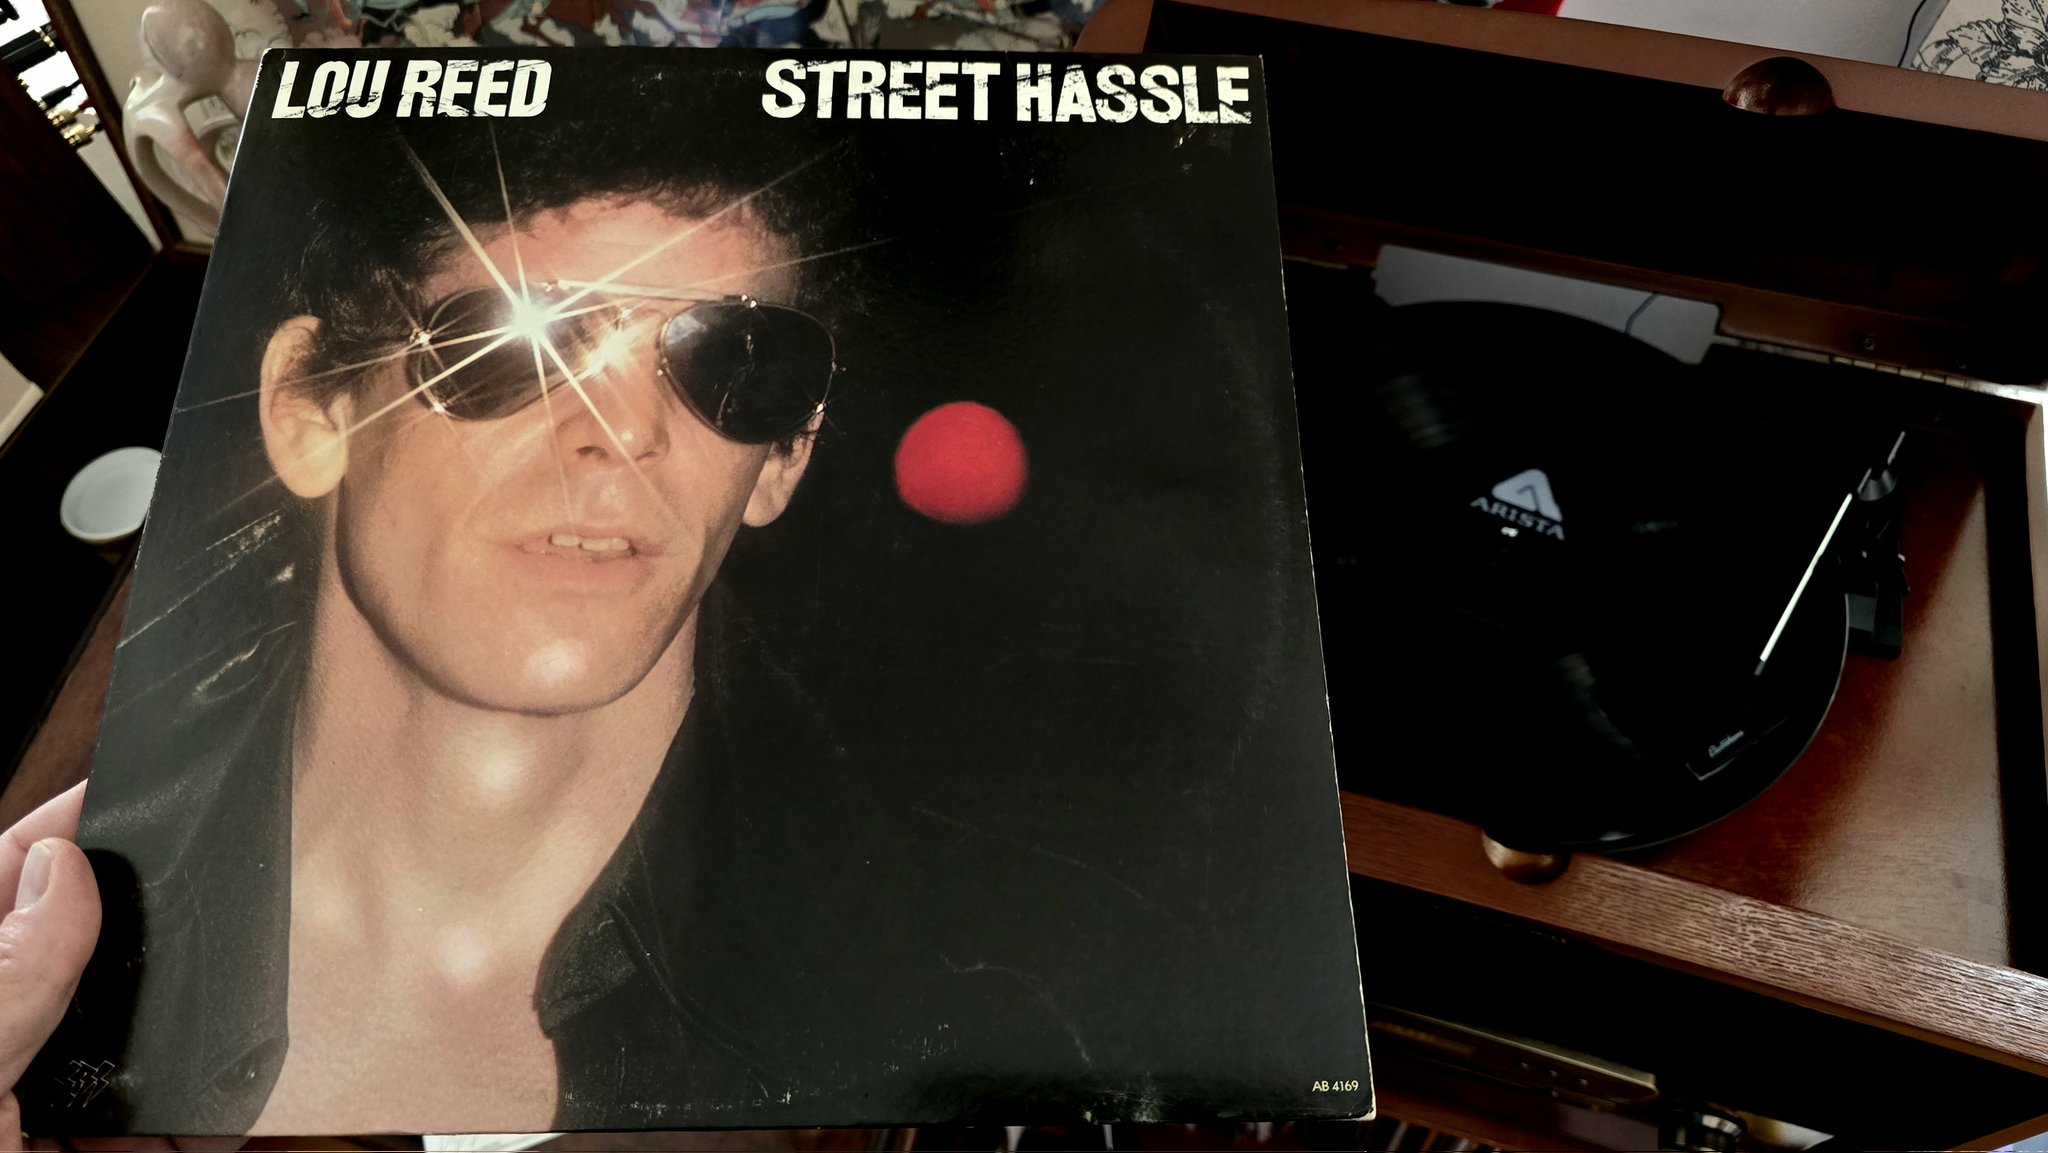 LOU REED
STREET HASSLE
ARISTA
AB 4169